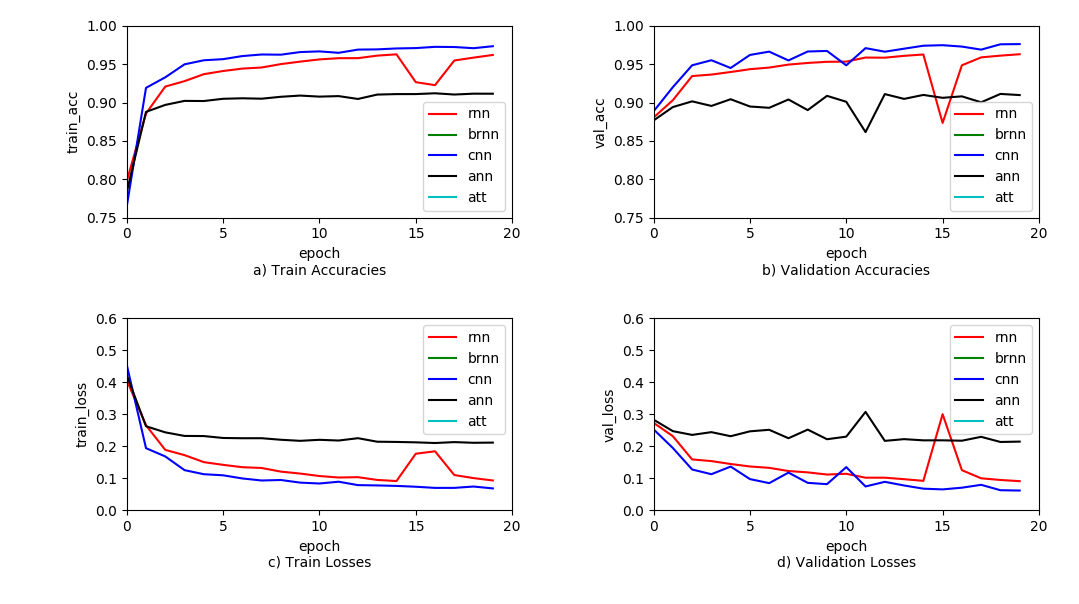 1.00
0.95
0.90
0.85
0.80
0.75
train_acc
rnn
brnn
cnn
ann
att
0 5 10 15 20
epoch
a) Train Accuracies
1.00
0.95
0.90
0.85
0.80
0.75
val_acc
rnn
brnn
cnn
ann
att
0 5 10 15 20
epoch
b) Validation Accuracies
0.6
0.5
0.4
0.3
0.2
0.1
0.0
train_loss
rnn
brnn
cnn
ann
att
0 5 10 15 20
epoch
c) Train Losses
0.6
0.5
0.4
0.3
0.2
0.1
0.0
val_loss
rnn
brnn
cnn
ann
att
0 5 10 15 20
epoch
d) Validation Losses